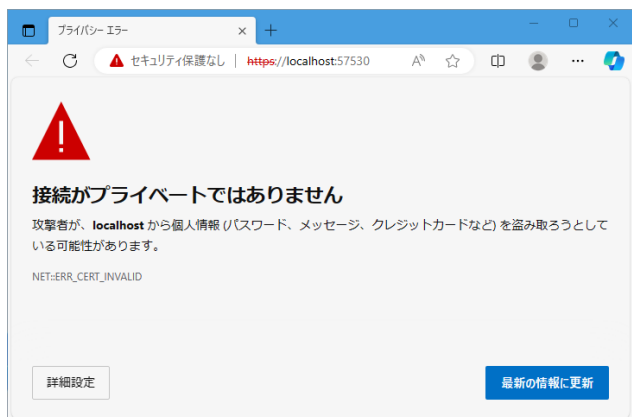 プライバシー エラー
セキュリティ保護なし | https://localhost:57530
接続がプライベートではありません
攻撃者が、localhost から個人情報 (パスワード、メッセージ、クレジットカードなど) を盗み取ろうとして
いる可能性があります。
NET::ERR_CERT_INVALID
詳細設定
最新の情報に更新